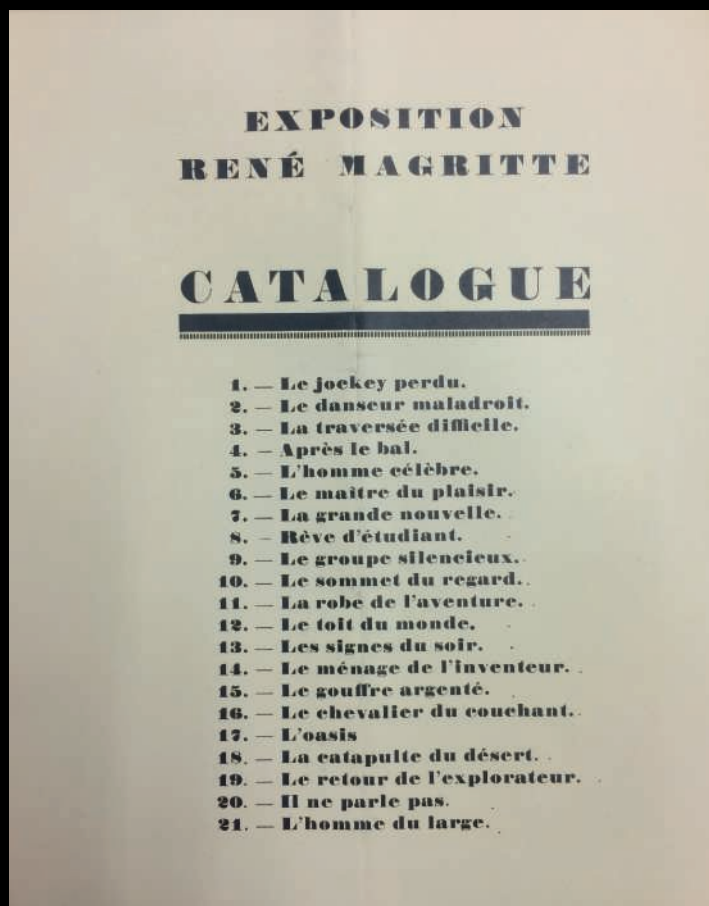 EXPOSITION
RENÉ MAGRITTE
CATALOGUE
1. — Le jockey perdu.
2. — Le danseur maladroit.
3. — La traversée difficile.
4. — Après le bal.
5. — L'homme célèbre.
6. — Le maître du plaisir.
7. — La grande nouvelle.
8. – Rêve d'étudiant.
9. — Le groupe silencieux.
10. — Le sommet du regard.
11. — La robe de l'aventure.
12. — Le toit du monde.
13. — Les signes du soir.
14. — Le ménage de l'inventeur.
15. — Le gouffre argenté.
16. — Le chevalier du couchant.
17. — L'oasis
18. — La catapulte du désert.
19. — Le retour de l'explorateur.
20. — Il ne parle pas.
21. — L'homme du large.